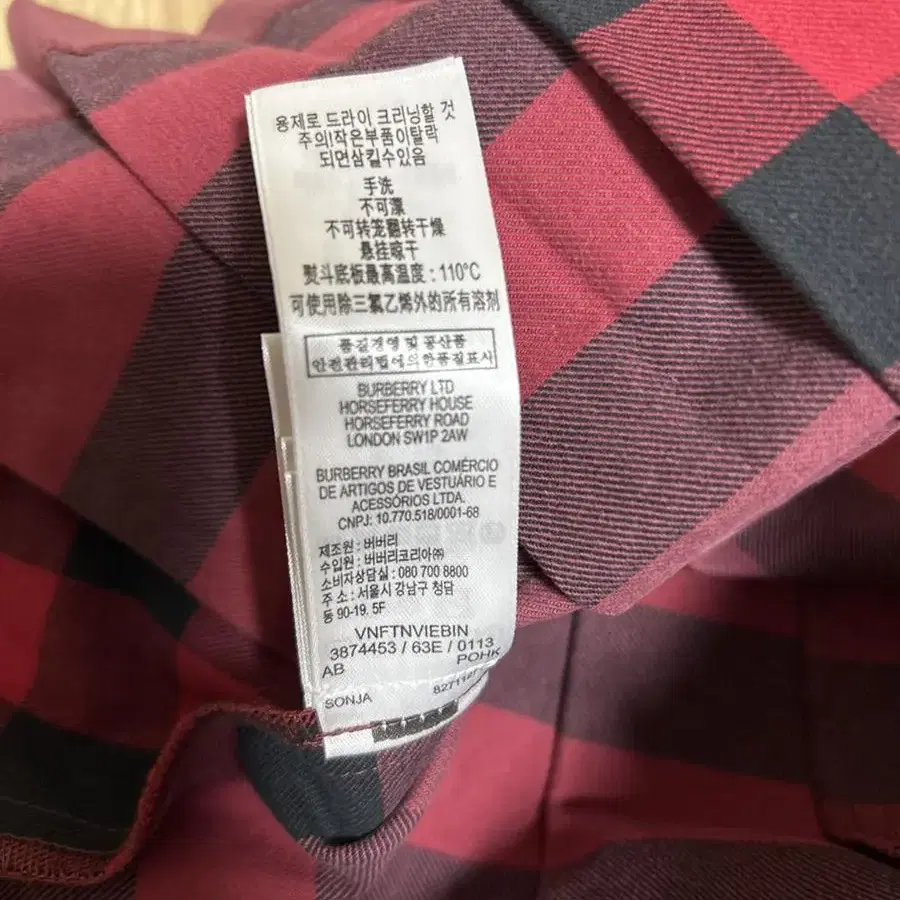 용제로 드라이 크리닝할 것
주의!작은부품이탈락
되면삼킬수있음
手洗
不可漂
不可转笼翻转干燥
悬挂晾干
熨斗底板最高温度 : 110°C
可使用除三氯乙烯外的所有溶剂
품질경영 및 공산품
안전관리법에의한품질표시
BURBERRY LTD
HORSEFERRY HOUSE
HORSEFERRY ROAD
LONDON SW1P 2AW
BURBERRY BRASIL COMÉRCIO
DE ARTIGOS DE VESTUÁRIO E
ACESSÓRIOS LTDA.
CNPJ: 10.770.518/0001-68
제조원 : 버버리
수입원 : 버버리코리아㈜
소비자상담실 : 080 700 8800
주 소 : 서울시 강남구 청담
동 90-19. 5F
VNFTNVIEBIN
3874453 / 63E / 0113
AB POHK
SONJA